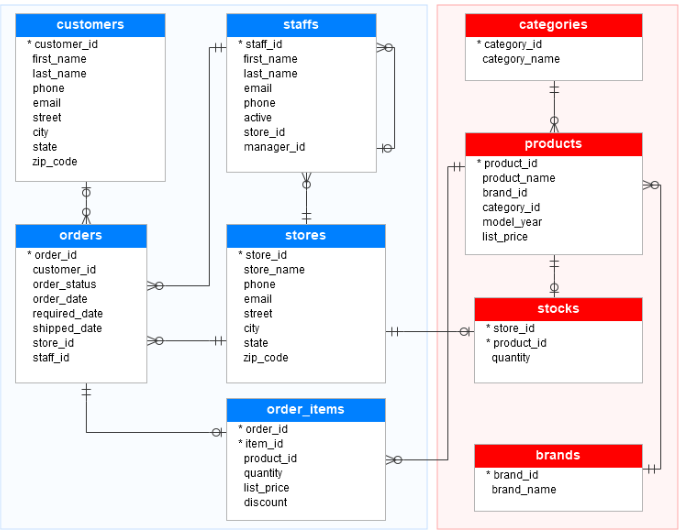 customers
* customer_id
first_name
last_name
phone
email
street
city
state
zip_code
staffs
* staff_id
first_name
last_name
email
phone
active
store_id
manager_id
categories
* category_id
category_name
products
* product_id
product_name
brand_id
category_id
model_year
list_price
orders
* order_id
customer_id
order_status
order_date
required_date
shipped_date
store_id
staff_id
stores
* store_id
store_name
phone
email
street
city
state
zip_code
stocks
* store_id
* product_id
quantity
order_items
* order_id
* item_id
product_id
quantity
list_price
discount
brands
* brand_id
brand_name